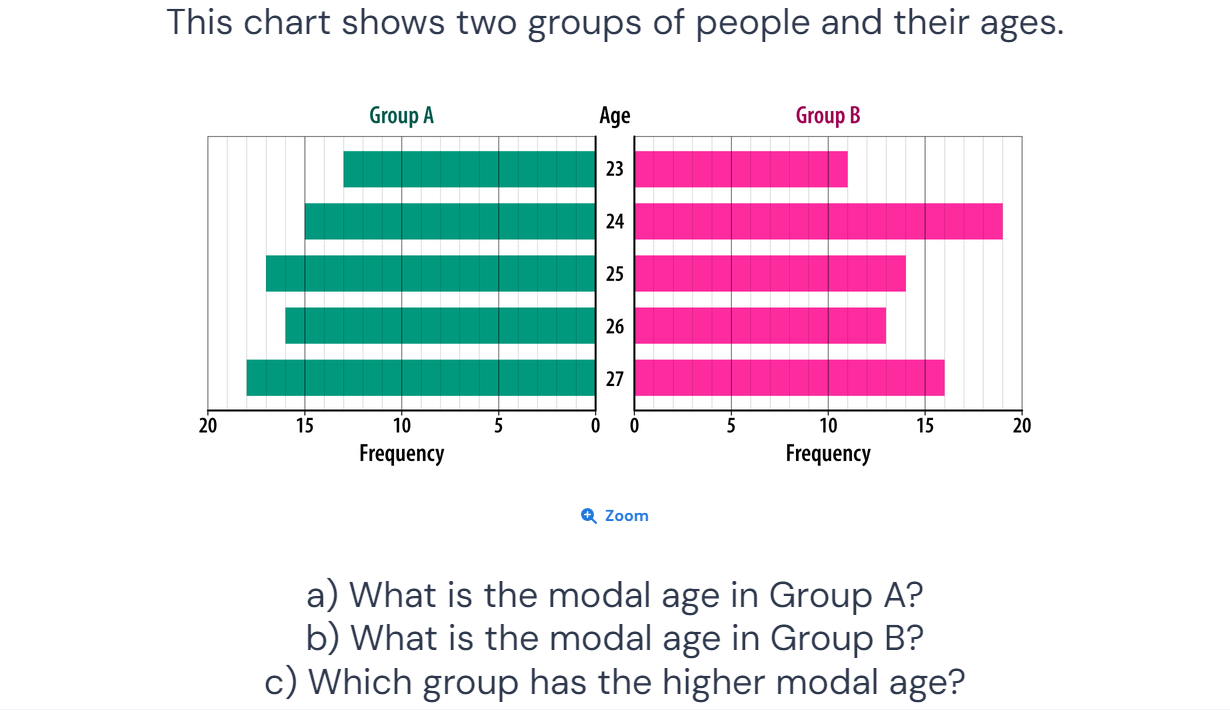 This chart shows two groups of people and their ages.
Group A Age Group B
23
24
25
26
27
20 15 10 5 0 0 5 10 15 20
Frequency Frequency
Zoom
a) What is the modal age in Group A?
b) What is the modal age in Group B?
c) Which group has the higher modal age?